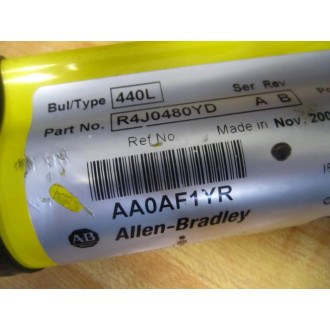 Bul/Type 440L Ser Rev
Part No. R4J0480YD A B
Ref No Made in Nov. 200
AA0AF1YR
AB Allen-Bradley